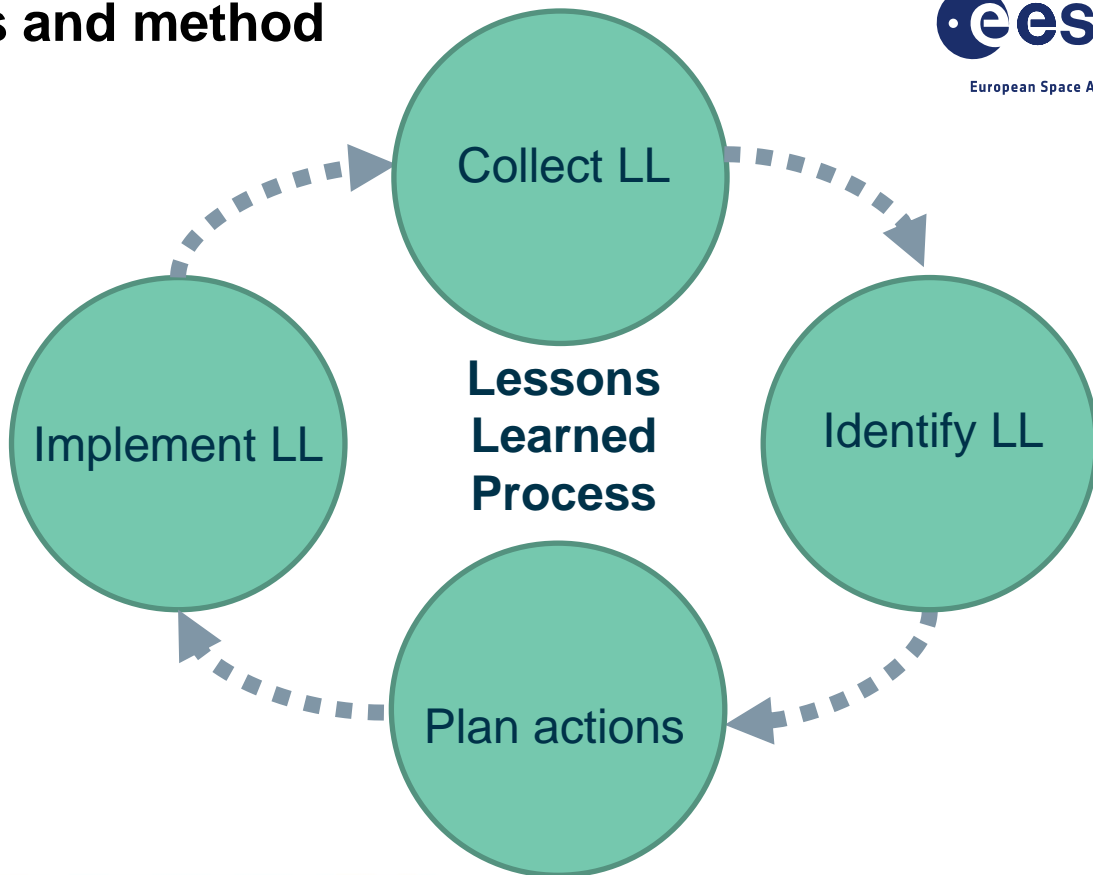 s and method
European Space A
Collect LL
Lessons
Learned
Process
Identify LL
Implement LL
Plan actions